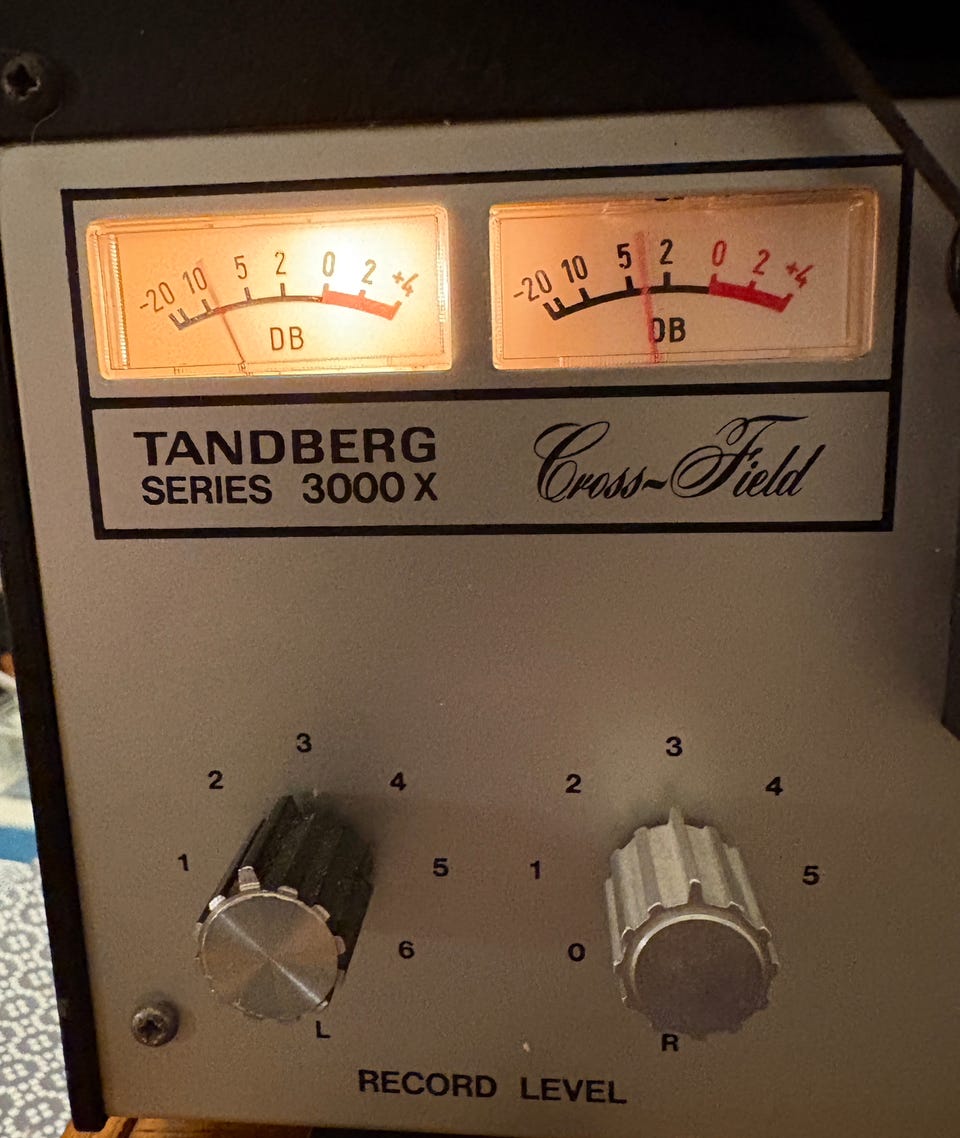 -20 10 5 2 0 2 +4
DB
-20 10 5 2 0 2 +4
DB
TANDBERG
SERIES 3000 X
Cross-Field
3
2 4
1 5
6
L
3
2 4
1 5
0
R
RECORD LEVEL